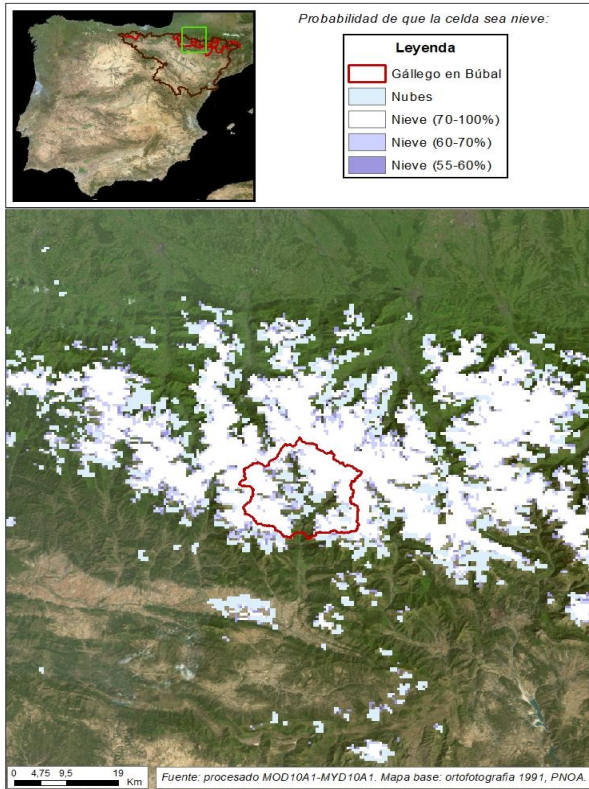 Probabilidad de que la celda sea nieve:
Leyenda
Gállego en Búbal
Nubes
Nieve (70-100%)
Nieve (60-70%)
Nieve (55-60%)
0 4,75 9,5 19
Km
Fuente: procesado MOD10A1-MYD10A1. Mapa base: ortofotografia 1991, PNOA.